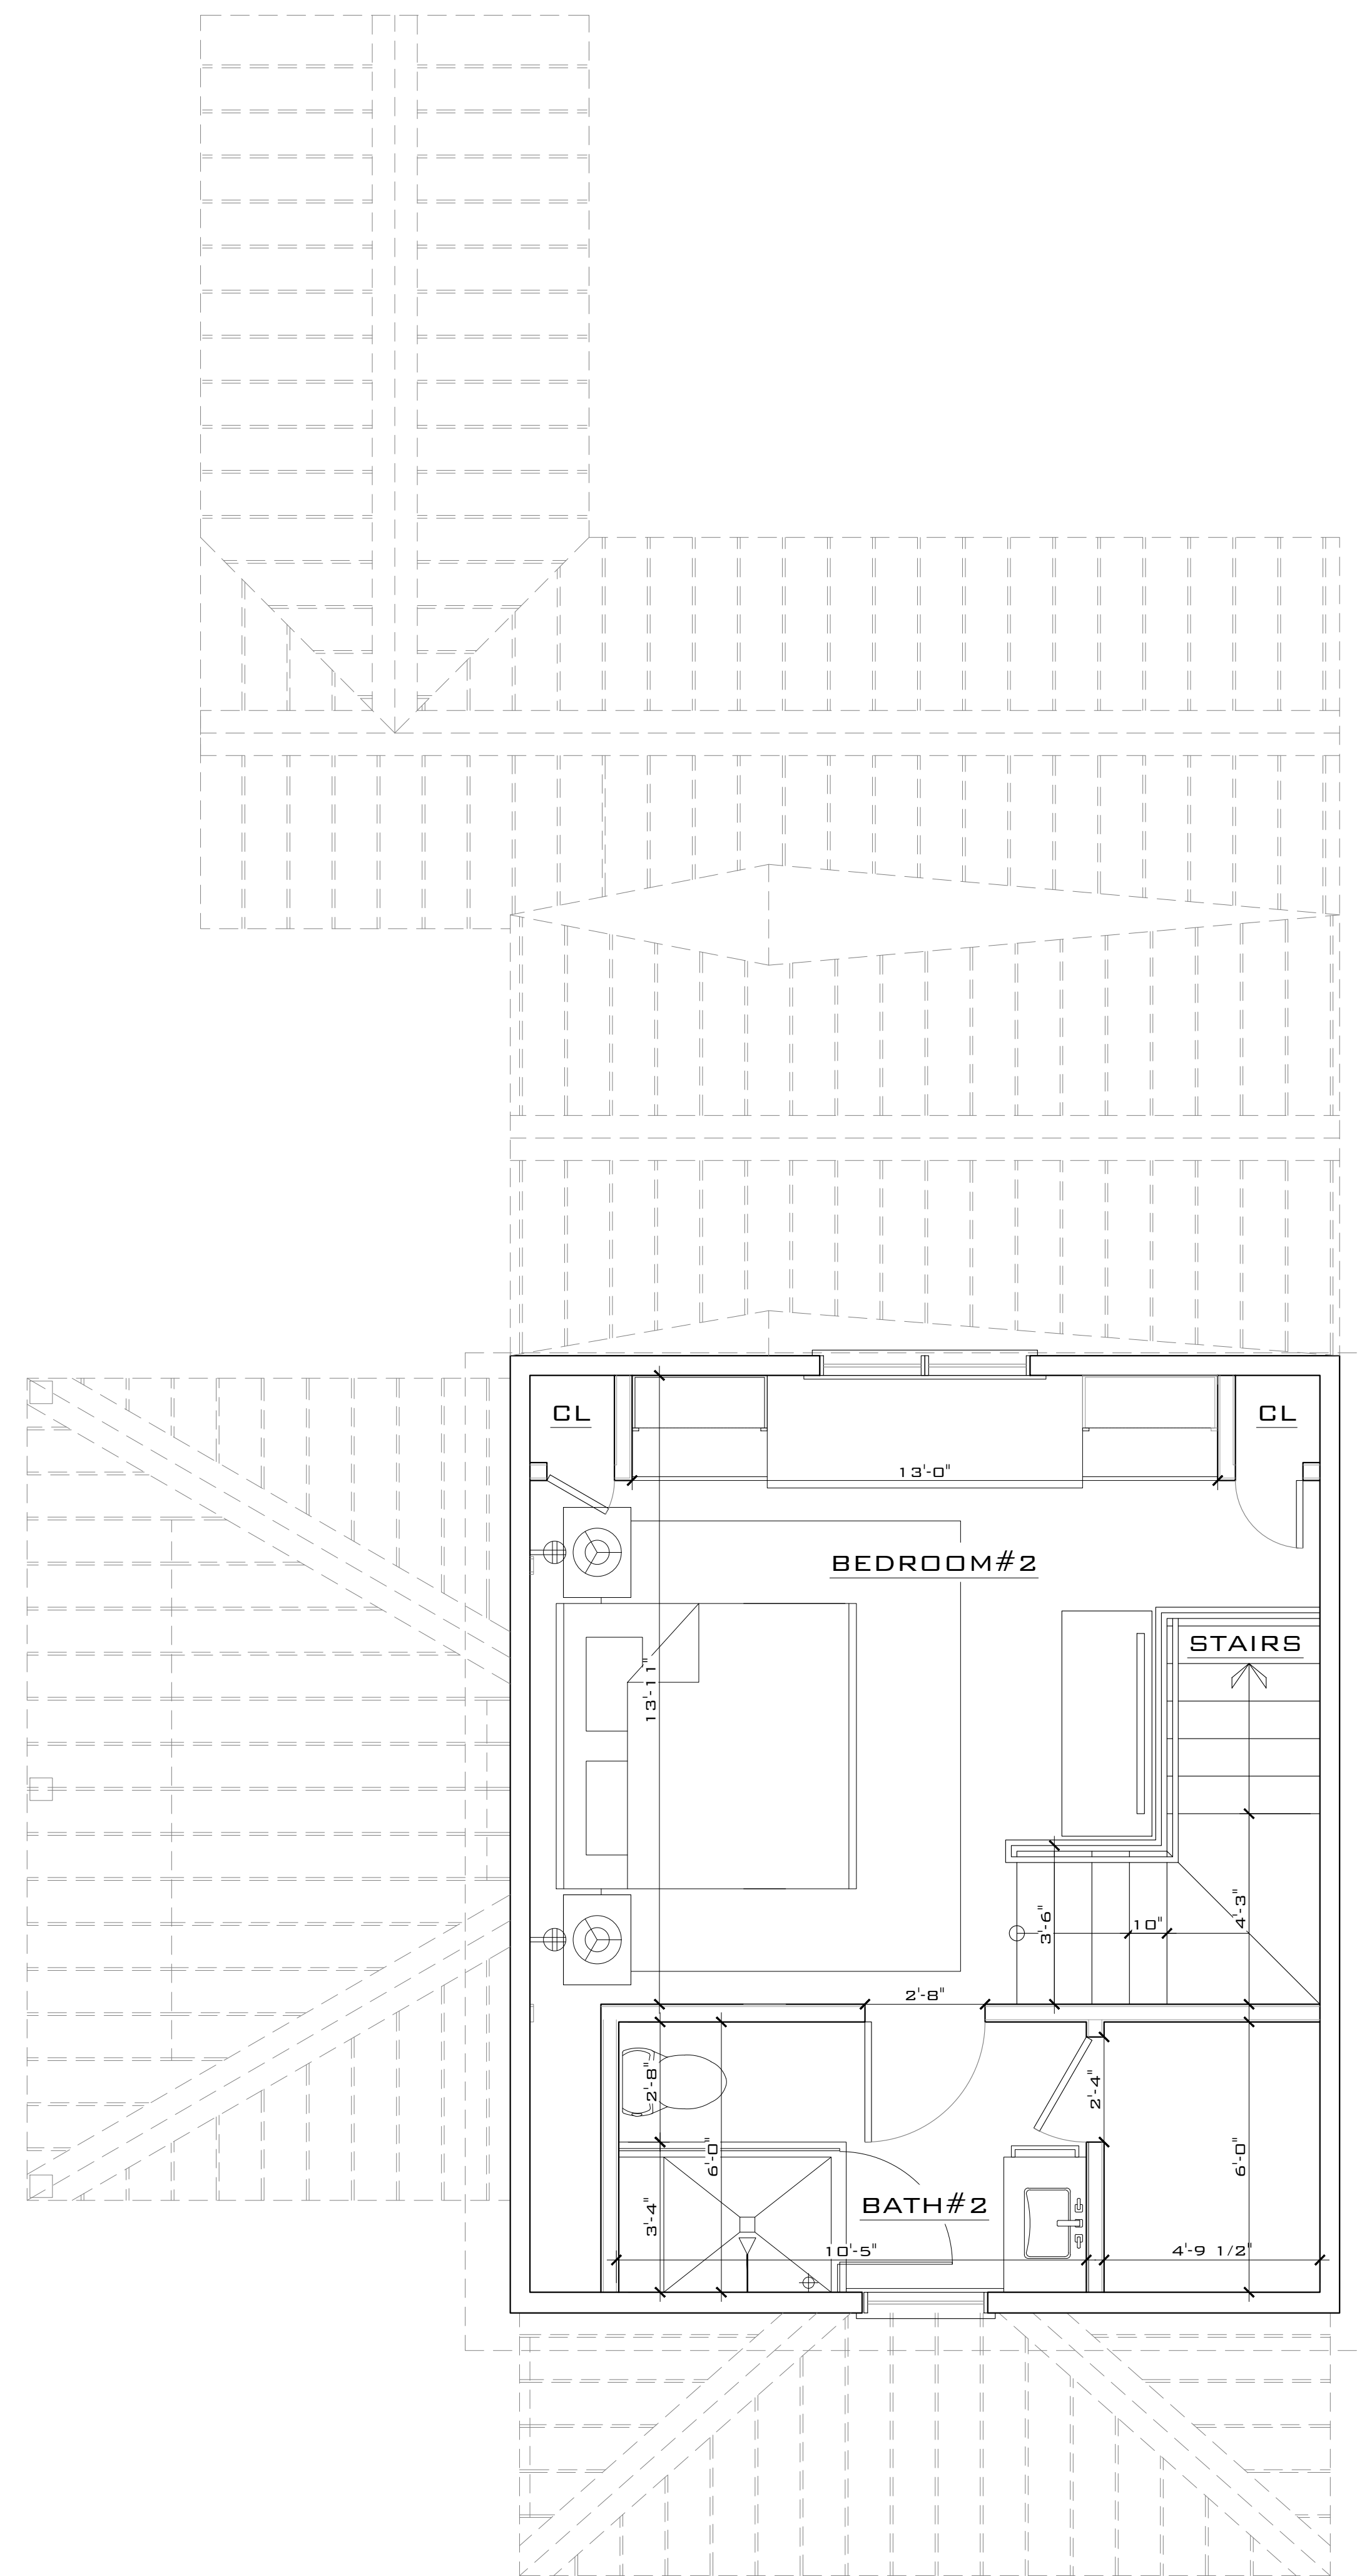 CL
CL
13'-0"
BEDROOM#2
STAIRS
13'-11"
4'-3"
3'-6"
10"
2'-8"
2'-8"
2'-4"
6'-0"
6'-0"
3'-4"
BATH#2
10'-5"
4'-9 1/2"